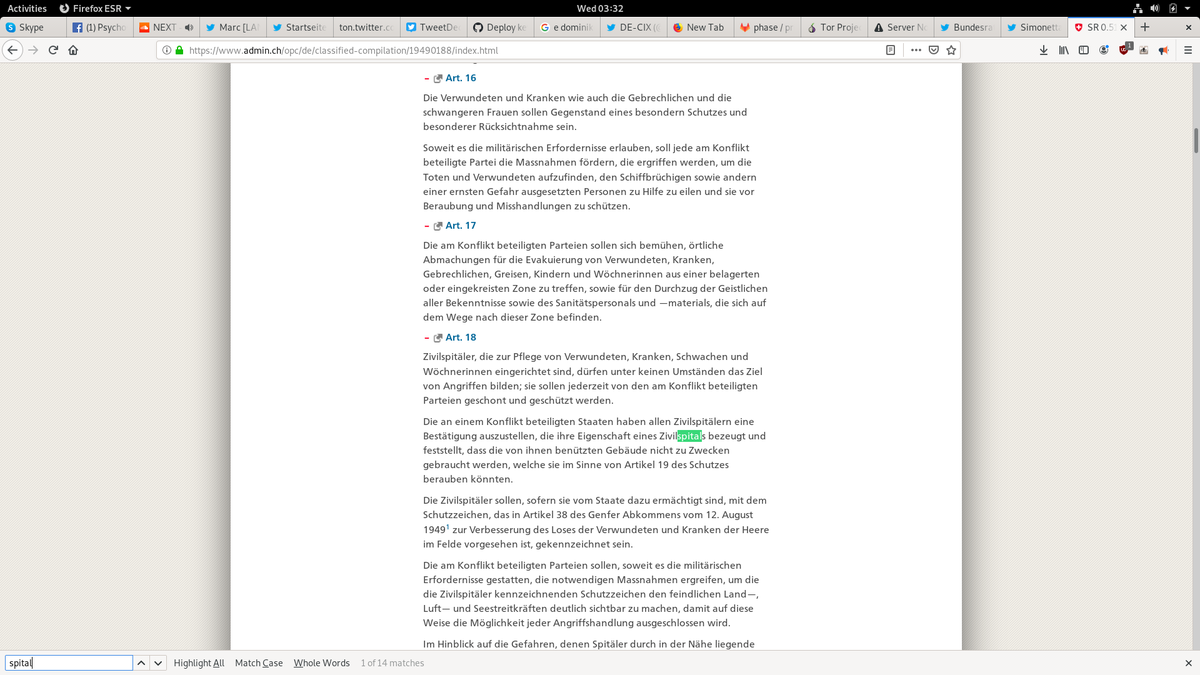 Activities Firefox ESR Wed 03:32
Skype (1) Psycho NEXT Marc [LA Startseite ton.twitter.co TweetDe Deploy ke e dominik DE-CIX ( New Tab phase / pr Tor Projec Server No Bundesra Simonett SR 0.5
https://www.admin.ch/opc/de/classified-compilation/19490188/index.html
Art. 16
Die Verwundeten und Kranken wie auch die Gebrechlichen und die
schwangeren Frauen sollen Gegenstand eines besondern Schutzes und
besonderer Rücksichtnahme sein.
Soweit es die militärischen Erfordernisse erlauben, soll jede am Konflikt
beteiligte Partei die Massnahmen fördern, die ergriffen werden, um die
Toten und Verwundeten aufzufinden, den Schiffbrüchigen sowie andern
einer ernsten Gefahr ausgesetzten Personen zu Hilfe zu eilen und sie vor
Beraubung und Misshandlungen zu schützen.
Art. 17
Die am Konflikt beteiligten Parteien sollen sich bemühen, örtliche
Abmachungen für die Evakuierung von Verwundeten, Kranken,
Gebrechlichen, Greisen, Kindern und Wöchnerinnen aus einer belagerten
oder eingekreisten Zone zu treffen, sowie für den Durchzug der Geistlichen
aller Bekenntnisse sowie des Sanitätspersonals und —materials, die sich auf
dem Wege nach dieser Zone befinden.
Art. 18
Zivilspitäler, die zur Pflege von Verwundeten, Kranken, Schwachen und
Wöchnerinnen eingerichtet sind, dürfen unter keinen Umständen das Ziel
von Angriffen bilden; sie sollen jederzeit von den am Konflikt beteiligten
Parteien geschont und geschützt werden.
Die an einem Konflikt beteiligten Staaten haben allen Zivilspitälern eine
Bestätigung auszustellen, die ihre Eigenschaft eines Zivilspitals bezeugt und
feststellt, dass die von ihnen benützten Gebäude nicht zu Zwecken
gebraucht werden, welche sie im Sinne von Artikel 19 des Schutzes
berauben könnten.
Die Zivilspitäler sollen, sofern sie vom Staate dazu ermächtigt sind, mit dem
Schutzzeichen, das in Artikel 38 des Genfer Abkommens vom 12. August
1949¹ zur Verbesserung des Loses der Verwundeten und Kranken der Heere
im Felde vorgesehen ist, gekennzeichnet sein.
Die am Konflikt beteiligten Parteien sollen, soweit es die militärischen
Erfordernisse gestatten, die notwendigen Massnahmen ergreifen, um die
die Zivilspitäler kennzeichnenden Schutzzeichen den feindlichen Land—,
Luft— und Seestreitkräften deutlich sichtbar zu machen, damit auf diese
Weise die Möglichkeit jeder Angriffshandlung ausgeschlossen wird.
Im Hinblick auf die Gefahren, denen Spitäler durch in der Nähe liegende
spital Highlight All Match Case Whole Words 1 of 14 matches